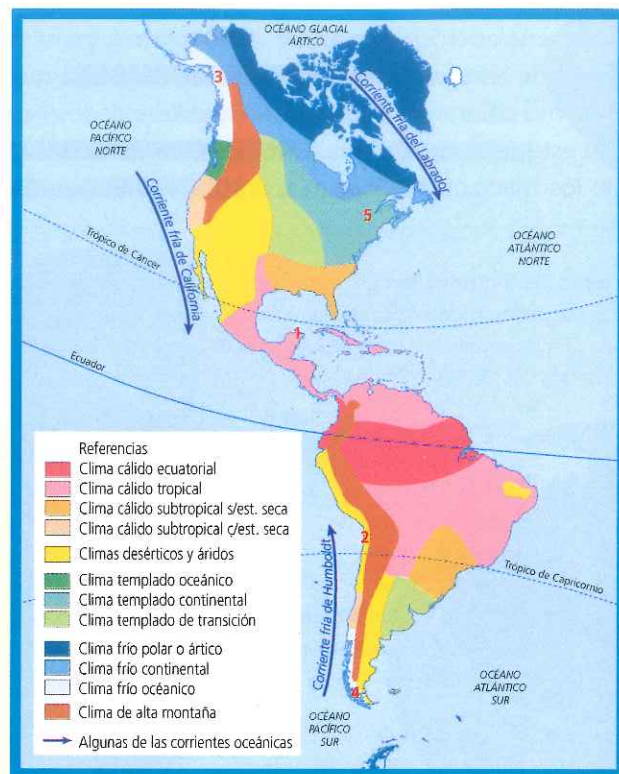 OCÉANO GLACIAL
ÁRTICO
3
Corriente fría del Labrador
OCÉANO
PACÍFICO
NORTE
5
Corriente fría de California
Trópico de Cáncer
OCÉANO
ATLÁNTICO
NORTE
1
Ecuador
Referencias
Clima cálido ecuatorial
Clima cálido tropical
Clima cálido subtropical s/est. seca
Clima cálido subtropical c/est. seca
Climas desérticos y áridos
Clima templado oceánico
Clima templado continental
Clima templado de transición
Clima frío polar o ártico
Clima frío continental
Clima frío océanico
Clima de alta montaña
Algunas de las corrientes oceánicas
2
Trópico de Capricornio
Corriente fría de Humboldt
4
OCÉANO
PACÍFICO
SUR
OCÉANO
ATLÁNTICO
SUR